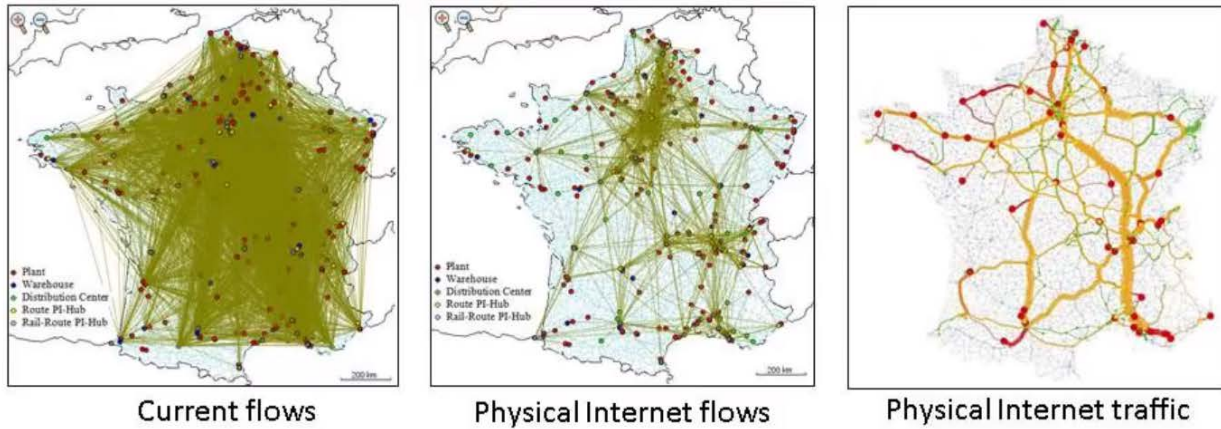 Plant
Warehouse
Distribution Center
Route PI-Hub
Rail-Route PI-Hub
200 km
Current flows
Plant
Warehouse
Distribution Center
Route PI-Hub
Rail-Route PI-Hub
200 km
Physical Internet flows
Physical Internet traffic